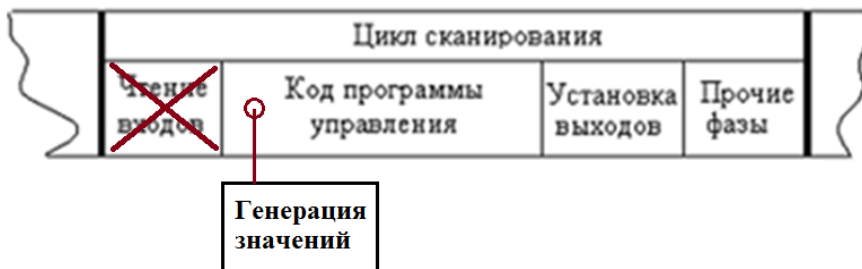 Цикл сканирования
Чтение
входов
Код программы
управления
Установка
выходов
Прочие
фазы
Генерация
значений